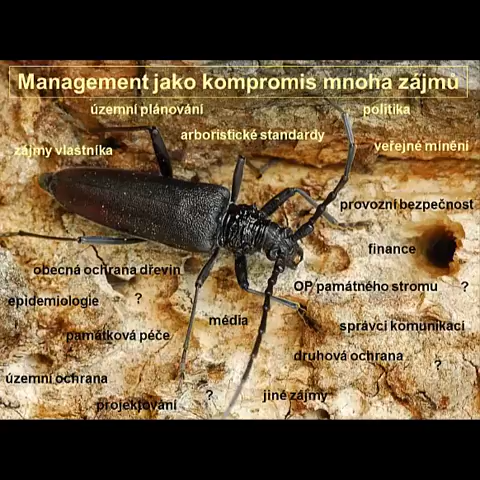 Management jako kompromis mnoha zájmů
územní plánování
politika
arboristické standardy
zájmy vlastníka
veřejné mínění
provozní bezpečnost
finance
obecná ochrana dřevin
OP památného stromu ?
epidemiologie ?
média
správci komunikací
památková péče
druhová ochrana
?
územní ochrana
?
jiné zájmy
projektování